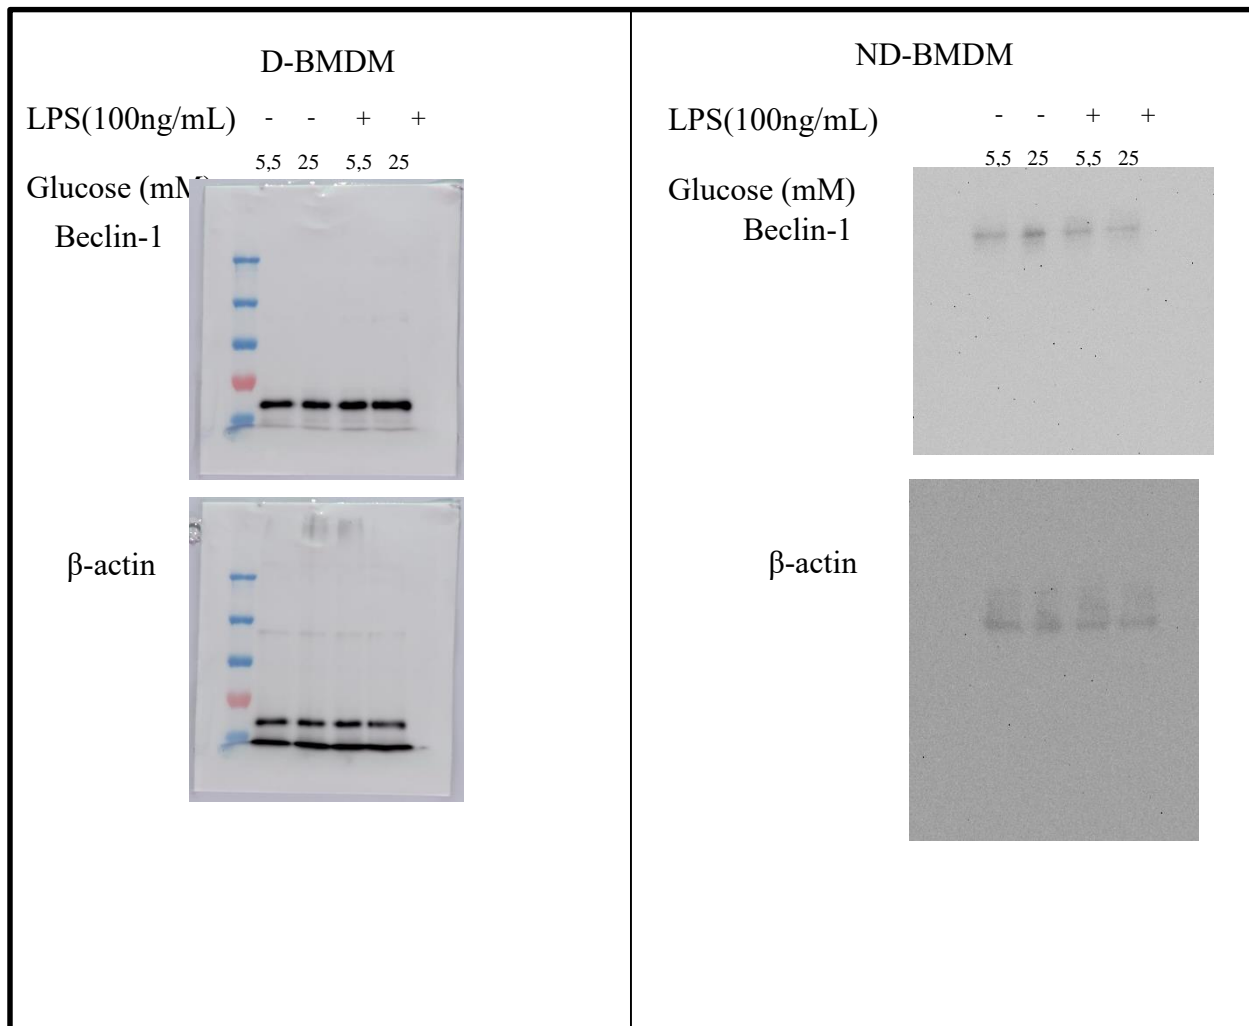 D-BMDM
LPS(100ng/mL) - - + +
5,5 25 5,5 25
Glucose (mM)
Beclin-1
β-actin
ND-BMDM
LPS(100ng/mL) - - + +
5,5 25 5,5 25
Glucose (mM)
Beclin-1
β-actin